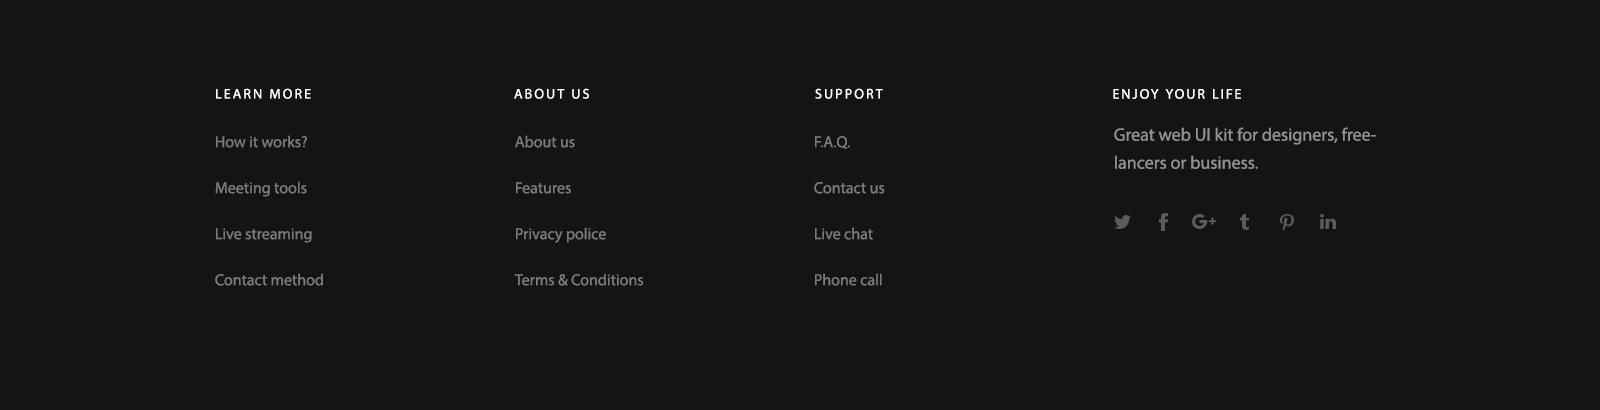 LEARN MORE
How it works?
Meeting tools
Live streaming
Contact method
ABOUT US
About us
Features
Privacy police
Terms & Conditions
SUPPORT
F.A.Q.
Contact us
Live chat
Phone call
ENJOY YOUR LIFE
Great web UI kit for designers, free-
lancers or business.